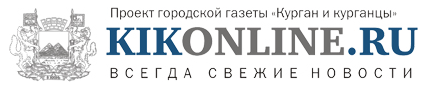 Проект городской газеты «Курган и курганцы»
KIKONLINE.RU
ВСЕГДА СВЕЖИЕ НОВОСТИ